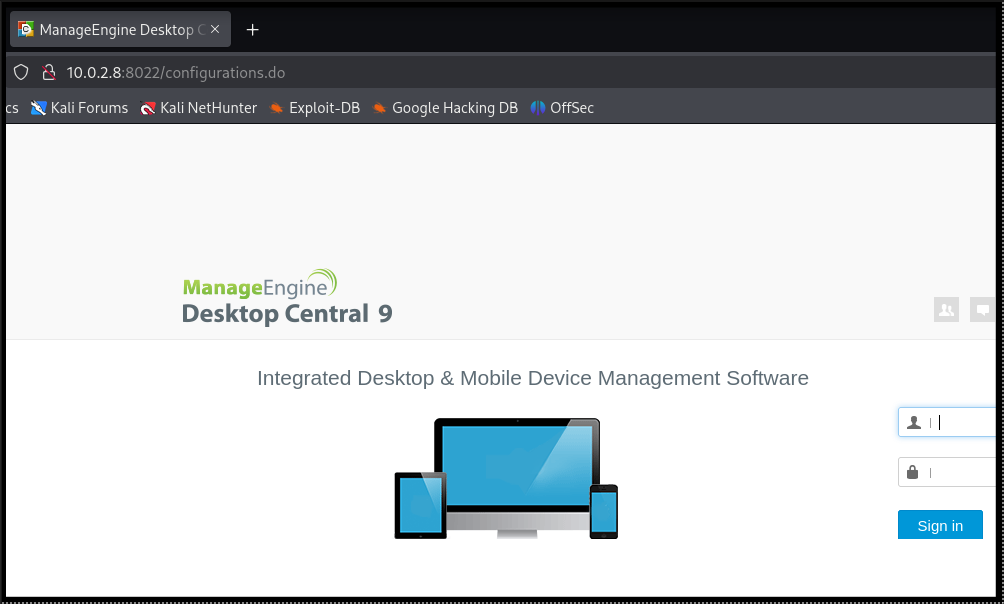 ManageEngine Desktop C
10.0.2.8:8022/configurations.do
cs Kali Forums Kali NetHunter Exploit-DB Google Hacking DB OffSec
ManageEngine
Desktop Central 9
Integrated Desktop & Mobile Device Management Software
Sign in